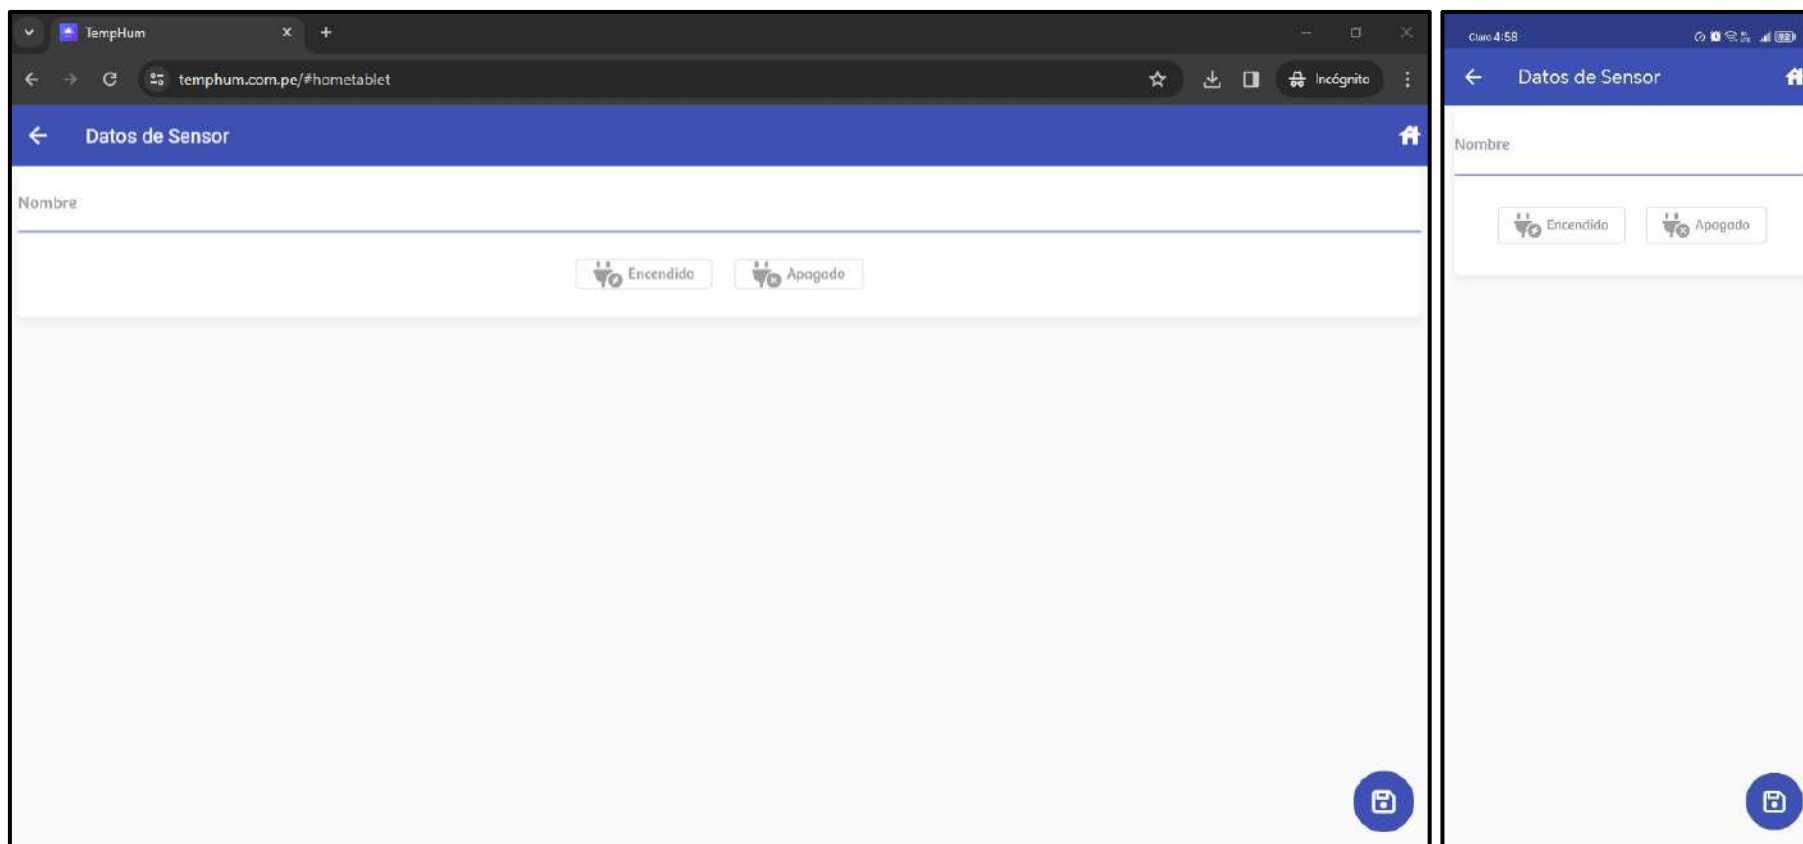 TempHum
temphum.com.pe/#hometablet
Incógnito
Datos de Sensor
Nombre
Encendido
Apagado
Claro 4:58
92
Datos de Sensor
Nombre
Encendido
Apagado